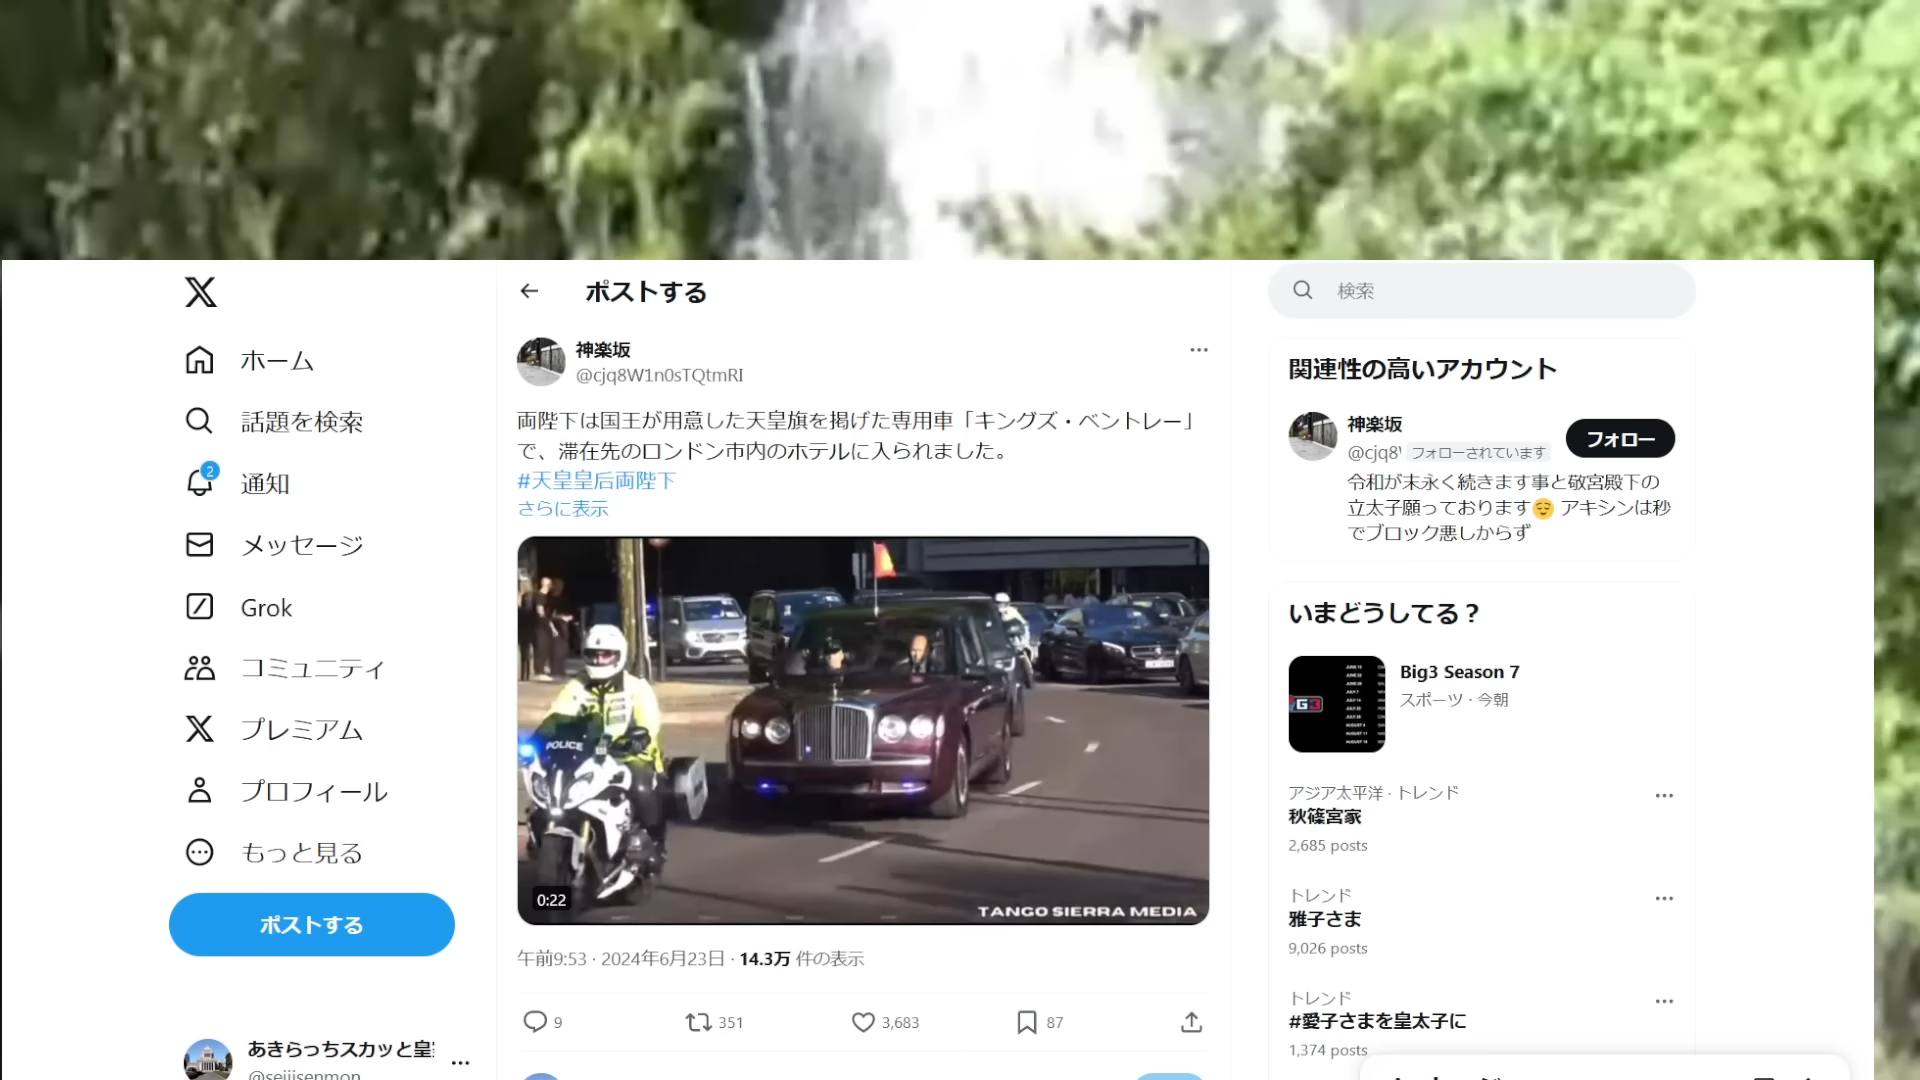 ホーム
話題を検索
2
通知
メッセージ
Grok
コミュニティ
プレミアム
プロフィール
もっと見る
ポストする
あきらっちスカッと皇
@seijisenmon
ポストする
神楽坂
@cjq8W1n0sTQtmRI
両陛下は国王が用意した天皇旗を掲げた専用車「キングズ・ベントレー」
で、滞在先のロンドン市内のホテルに入られました。
#天皇皇后両陛下
さらに表示
POLICE
0:22
TANGO SIERRA MEDIA
午前9:53 · 2024年6月23日 · 14.3万 件の表示
9 351 3,683 87
検索
関連性の高いアカウント
神楽坂
@cjq8 フォローされています
フォロー
令和が末永く続きます事と敬宮殿下の
立太子願っております😌 アキシンは秒
でブロック悪しからず
いまどうしてる？
Big3 Season 7
スポーツ · 今朝
アジア太平洋 · トレンド
秋篠宮家
2,685 posts
トレンド
雅子さま
9,026 posts
トレンド
#愛子さまを皇太子に
1,374 posts